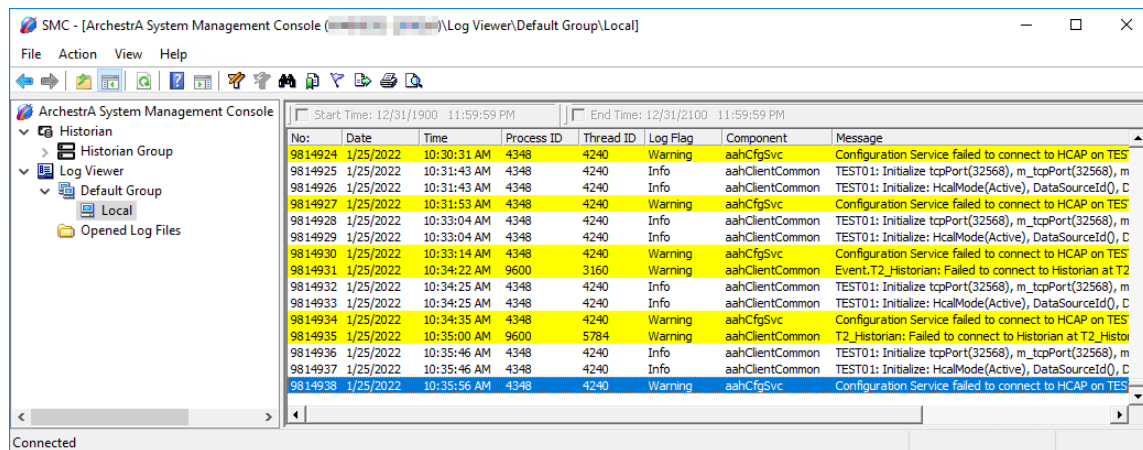 SMC - [ArchestrA System Management Console ( )\Log Viewer\Default Group\Local]
File Action View Help
ArchestrA System Management Console
Historian
Historian Group
Log Viewer
Default Group
Local
Opened Log Files
Start Time: 12/31/1900 11:59:59 PM End Time: 12/31/2100 11:59:59 PM
No: Date Time Process ID Thread ID Log Flag Component Message
9814924 1/25/2022 10:30:31 AM 4348 4240 Warning aahCfgSvc Configuration Service failed to connect to HCAP on TES
9814925 1/25/2022 10:31:43 AM 4348 4240 Info aahClientCommon TEST01: Initialize tcpPort(32568), m_tcpPort(32568), m
9814926 1/25/2022 10:31:43 AM 4348 4240 Info aahClientCommon TEST01: Initialize: HcalMode(Active), DataSourceId(), D
9814927 1/25/2022 10:31:53 AM 4348 4240 Warning aahCfgSvc Configuration Service failed to connect to HCAP on TES
9814928 1/25/2022 10:33:04 AM 4348 4240 Info aahClientCommon TEST01: Initialize tcpPort(32568), m_tcpPort(32568), m
9814929 1/25/2022 10:33:04 AM 4348 4240 Info aahClientCommon TEST01: Initialize: HcalMode(Active), DataSourceId(), D
9814930 1/25/2022 10:33:14 AM 4348 4240 Warning aahCfgSvc Configuration Service failed to connect to HCAP on TES
9814931 1/25/2022 10:34:22 AM 9600 3160 Warning aahClientCommon Event.T2_Historian: Failed to connect to Historian at T2
9814932 1/25/2022 10:34:25 AM 4348 4240 Info aahClientCommon TEST01: Initialize tcpPort(32568), m_tcpPort(32568), m
9814933 1/25/2022 10:34:25 AM 4348 4240 Info aahClientCommon TEST01: Initialize: HcalMode(Active), DataSourceId(), D
9814934 1/25/2022 10:34:35 AM 4348 4240 Warning aahCfgSvc Configuration Service failed to connect to HCAP on TES
9814935 1/25/2022 10:35:00 AM 9600 5784 Warning aahClientCommon T2_Historian: Failed to connect to Historian at T2_Histor
9814936 1/25/2022 10:35:46 AM 4348 4240 Info aahClientCommon TEST01: Initialize tcpPort(32568), m_tcpPort(32568), m
9814937 1/25/2022 10:35:46 AM 4348 4240 Info aahClientCommon TEST01: Initialize: HcalMode(Active), DataSourceId(), D
9814938 1/25/2022 10:35:56 AM 4348 4240 Warning aahCfgSvc Configuration Service failed to connect to HCAP on TES
Connected